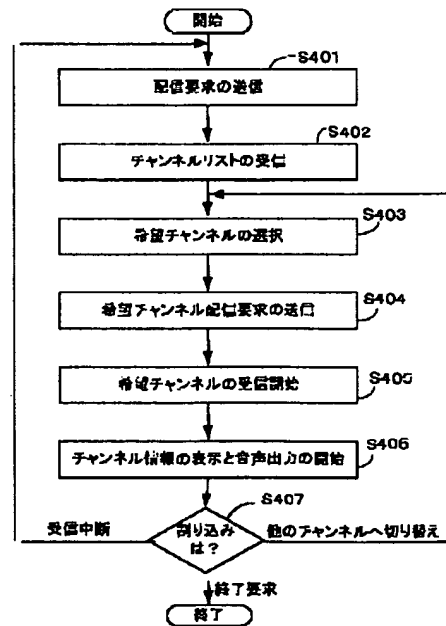 開始
S401
配信要求の送信
S402
チャンネルリストの受信
S403
希望チャンネルの選択
S404
希望チャンネル配信要求の送信
S405
希望チャンネルの受信開始
S406
チャンネル情報の表示と音声出力の開始
S407
受信中断
割り込み
は?
他のチャンネルへ切り替え
終了要求
終了